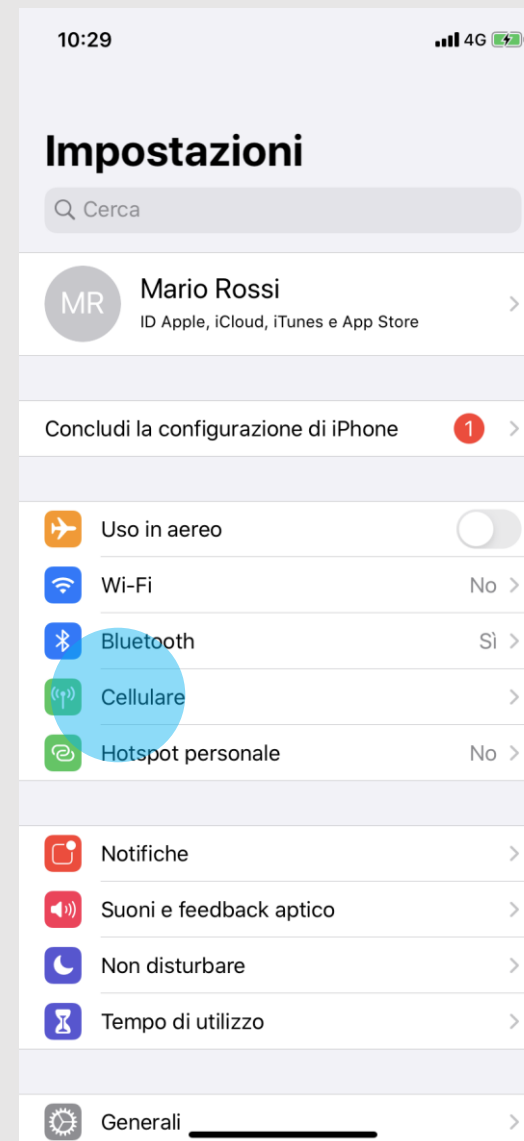 10:29
4G
Impostazioni
Cerca
MR
Mario Rossi
ID Apple, iCloud, iTunes e App Store
Concludi la configurazione di iPhone 1
Uso in aereo
Wi-Fi No
Bluetooth Sì
Cellulare
Hotspot personale No
Notifiche
Suoni e feedback aptico
Non disturbare
Tempo di utilizzo
Generali